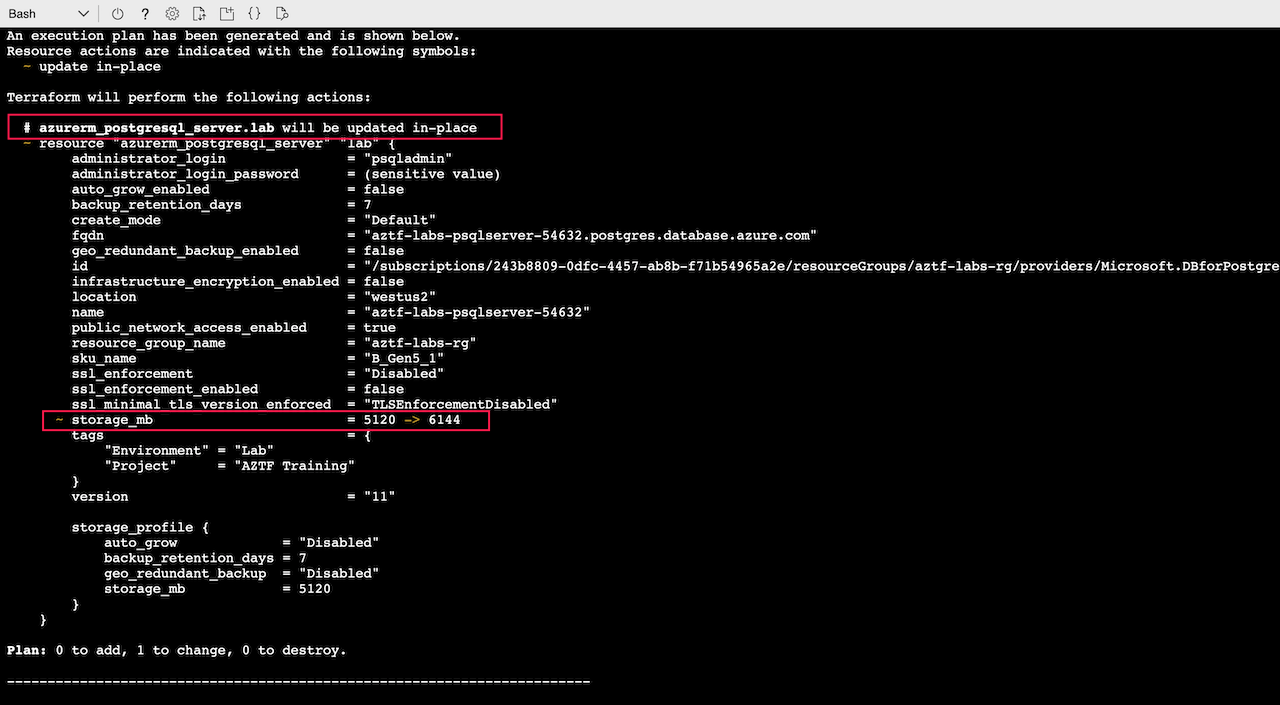 Bash
An execution plan has been generated and is shown below.
Resource actions are indicated with the following symbols:
  ~ update in-place

Terraform will perform the following actions:

  # azurerm_postgresql_server.lab will be updated in-place
  ~ resource "azurerm_postgresql_server" "lab" {
        administrator_login               = "psqladmin"
        administrator_login_password      = (sensitive value)
        auto_grow_enabled                 = false
        backup_retention_days             = 7
        create_mode                       = "Default"
        fqdn                              = "aztf-labs-psqlserver-54632.postgres.database.azure.com"
        geo_redundant_backup_enabled      = false
        id                                = "/subscriptions/243b8809-0dfc-4457-ab8b-f71b54965a2e/resourceGroups/aztf-labs-rg/providers/Microsoft.DBforPostgre
        infrastructure_encryption_enabled = false
        location                          = "westus2"
        name                              = "aztf-labs-psqlserver-54632"
        public_network_access_enabled     = true
        resource_group_name               = "aztf-labs-rg"
        sku_name                          = "B_Gen5_1"
        ssl_enforcement                   = "Disabled"
        ssl_enforcement_enabled           = false
        ssl_minimal_tls_version_enforced  = "TLSEnforcementDisabled"
      ~ storage_mb                        = 5120 -> 6144
        tags                              = {
            "Environment" = "Lab"
            "Project"     = "AZTF Training"
        }
        version                           = "11"

        storage_profile {
            auto_grow             = "Disabled"
            backup_retention_days = 7
            geo_redundant_backup  = "Disabled"
            storage_mb            = 5120
        }
    }

Plan: 0 to add, 1 to change, 0 to destroy.

------------------------------------------------------------------------